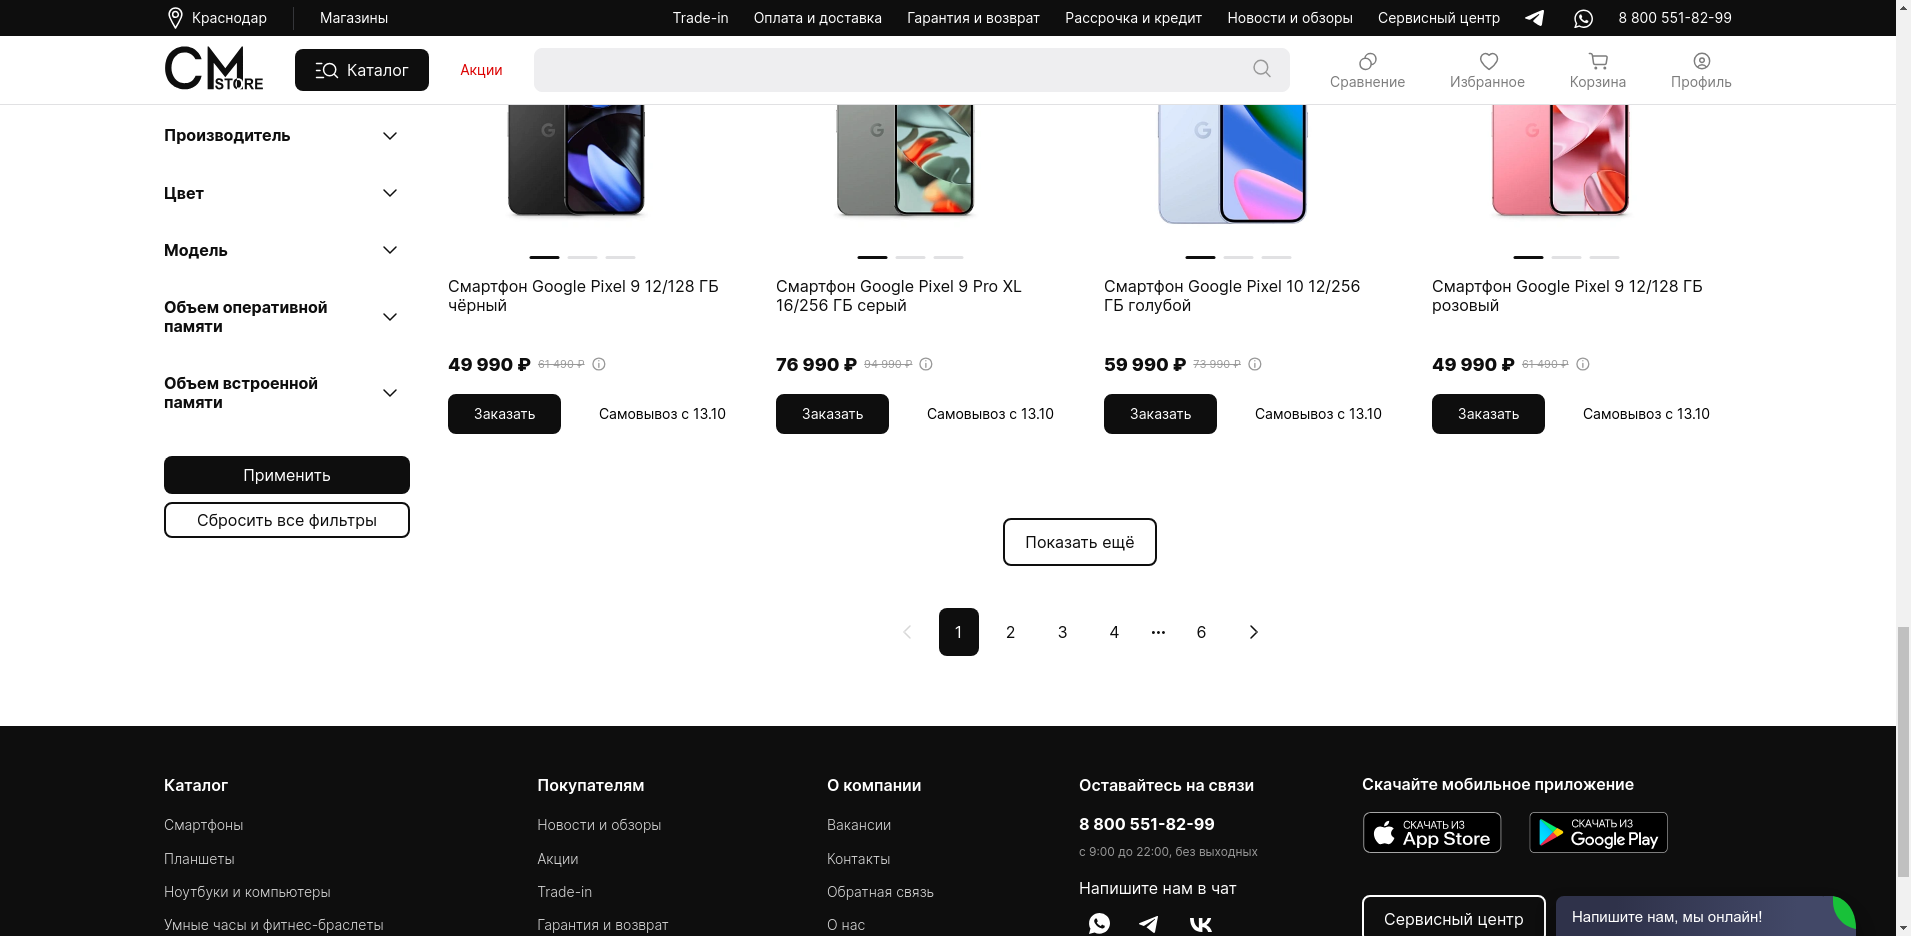 Краснодар
Магазины
Trade-in
Оплата и доставка
Гарантия и возврат
Рассрочка и кредит
Новости и обзоры
Сервисный центр
8 800 551-82-99
CM STORE
Каталог
Акции
Сравнение
Избранное
Корзина
Профиль
Производитель
Цвет
Модель
Объем оперативной
памяти
Объем встроенной
памяти
Применить
Сбросить все фильтры
Смартфон Google Pixel 9 12/128 ГБ
чёрный
49 990 ₽ 61 490 ₽
Заказать
Самовывоз с 13.10
Смартфон Google Pixel 9 Pro XL
16/256 ГБ серый
76 990 ₽ 94 990 ₽
Заказать
Самовывоз с 13.10
Смартфон Google Pixel 10 12/256
ГБ голубой
59 990 ₽ 73 990 ₽
Заказать
Самовывоз с 13.10
Смартфон Google Pixel 9 12/128 ГБ
розовый
49 990 ₽ 61 490 ₽
Заказать
Самовывоз с 13.10
Показать ещё
1 2 3 4 ••• 6
Каталог
Смартфоны
Планшеты
Ноутбуки и компьютеры
Умные часы и фитнес-браслеты
Покупателям
Новости и обзоры
Акции
Trade-in
Гарантия и возврат
О компании
Вакансии
Контакты
Обратная связь
О нас
Оставайтесь на связи
8 800 551-82-99
с 9:00 до 22:00, без выходных
Напишите нам в чат
Скачайте мобильное приложение
СКАЧАТЬ ИЗ
App Store
СКАЧАТЬ ИЗ
Google Play
Сервисный центр
Напишите нам, мы онлайн!